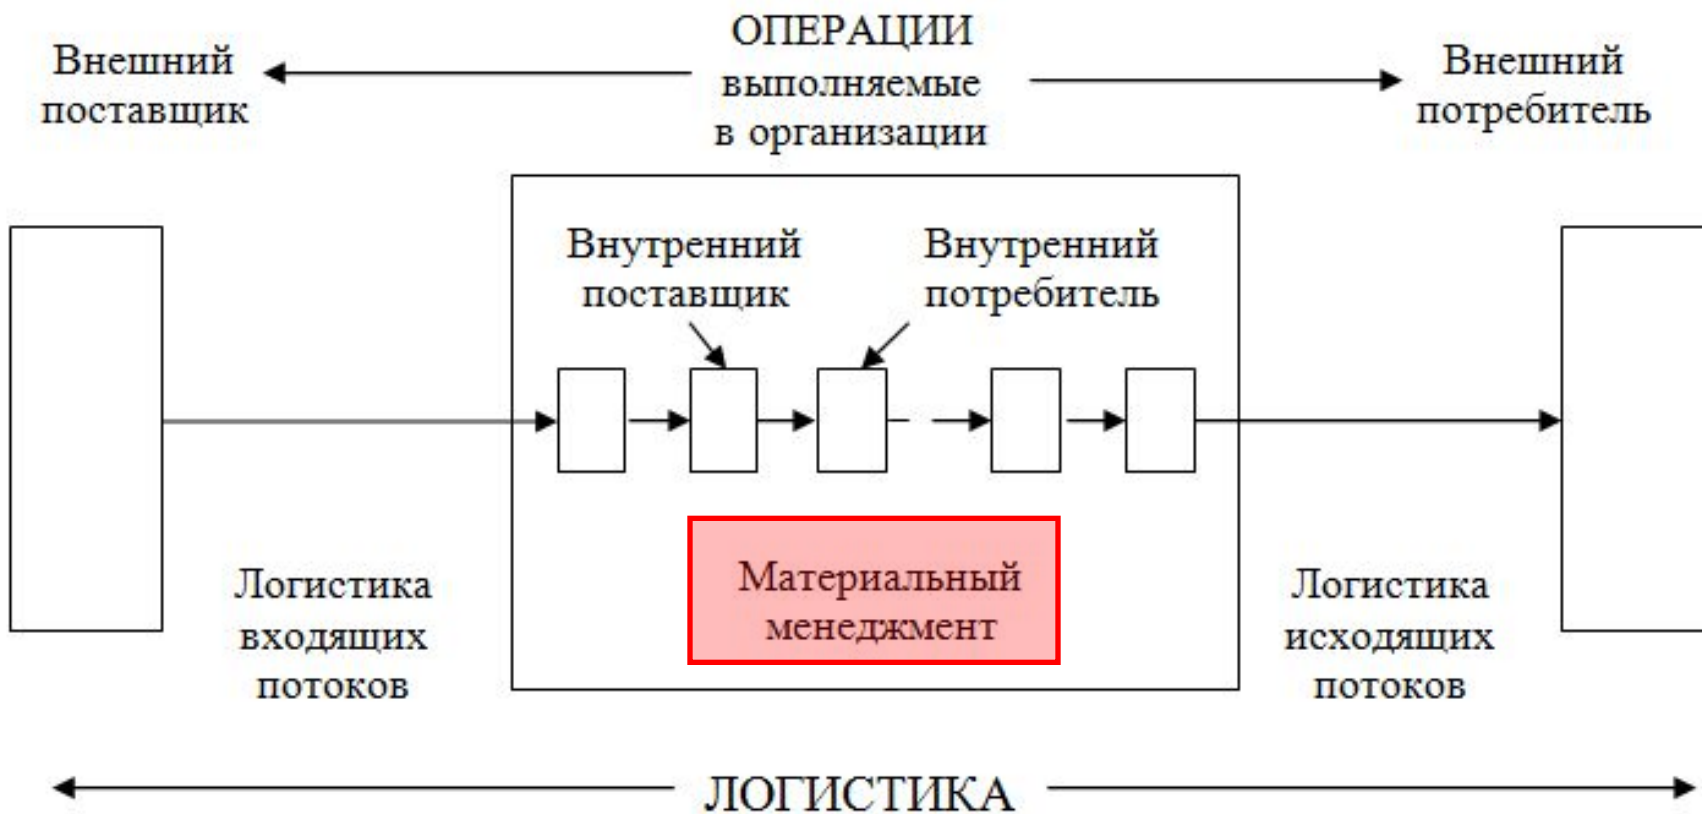 Внешний
поставщик
ОПЕРАЦИИ
выполняемые
в организации
Внешний
потребитель
Внутренний
поставщик
Внутренний
потребитель
Логистика
входящих
потоков
Материальный
менеджмент
Логистика
исходящих
потоков
ЛОГИСТИКА